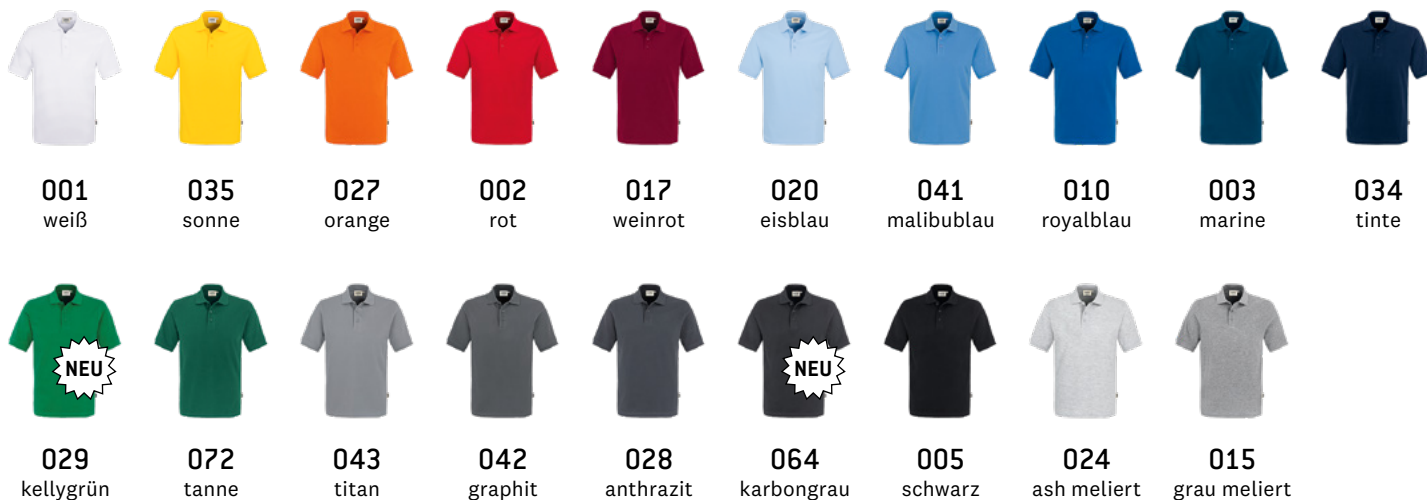 001 035 027 002 017 020 041 010 003 034
weiß sonne orange rot weinrot eisblau malibublau royalblau marine tinte
NEU NEU
029 072 043 042 028 064 005 024 015
kellygrün tanne titan graphit anthrazit karbongrau schwarz ash meliert grau meliert